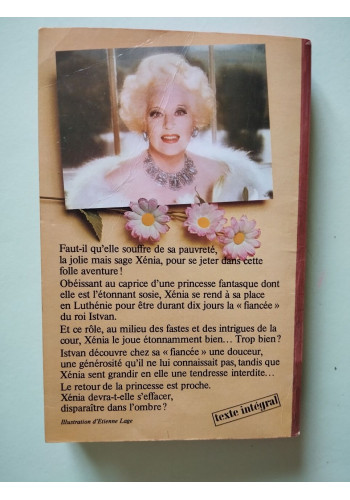 Faut-il qu'elle souffre de sa pauvreté,
la jolie mais sage Xénia, pour se jeter dans cette
folle aventure !
Obéissant au caprice d'une princesse fantasque dont
elle est l'étonnant sosie, Xénia se rend à sa place
en Luthénie pour être durant dix jours la « fiancée »
du roi Istvan.
Et ce rôle, au milieu des fastes et des intrigues de la
cour, Xénia le joue étonnamment bien... Trop bien ?
Istvan découvre chez sa « fiancée » une douceur,
une générosité qu'il ne lui connaissait pas, tandis que
Xénia sent grandir en elle une tendresse interdite...
Le retour de la princesse est proche.
Xénia devra-t-elle s'effacer,
disparaître dans l'ombre ?
texte intégral
Illustration d'Etienne Lage